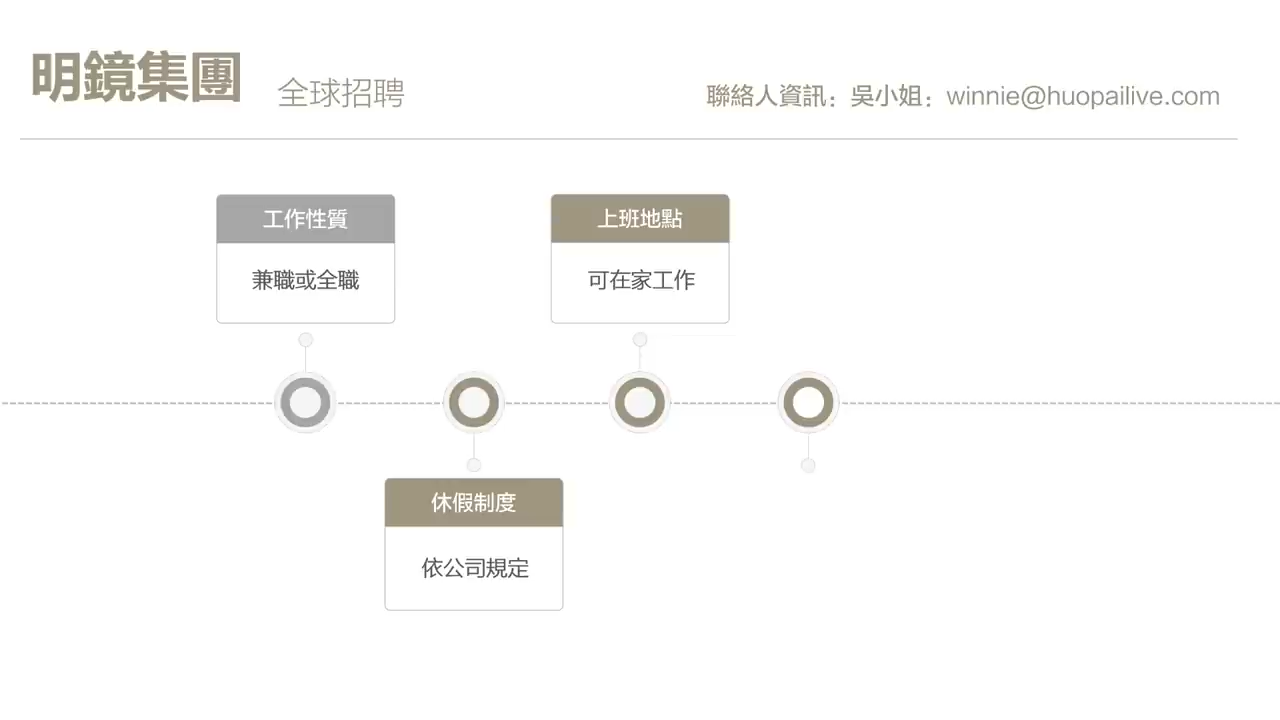 明鏡集團
全球招聘
聯絡人資訊：吳小姐：winnie@huopailive.com
工作性質
兼職或全職
上班地點
可在家工作
休假制度
依公司規定